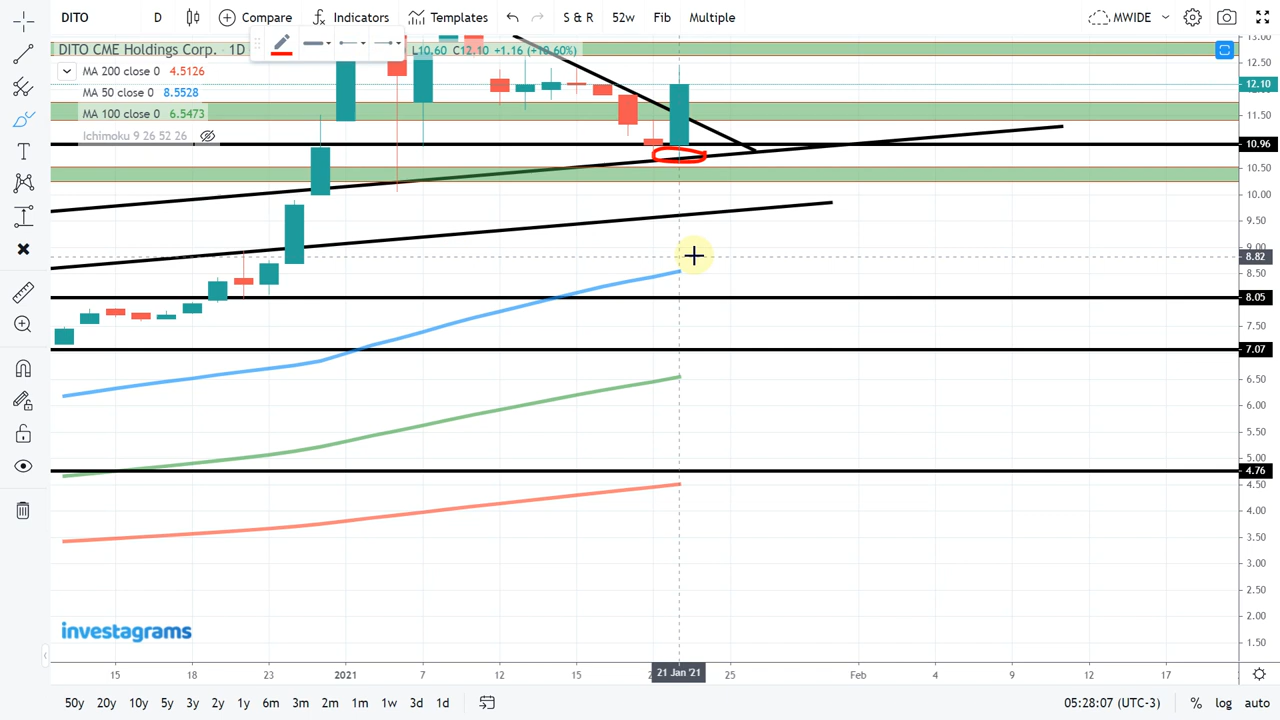 DITO D Compare Indicators Templates S & R 52w Fib Multiple MWIDE
DITO CME Holdings Corp. · 1D L10.60 C12.10 +1.16 (+10.60%)
MA 200 close 0 4.5126
MA 50 close 0 8.5528
MA 100 close 0 6.5473
Ichimoku 9 26 52 26
13.00
12.50
12.10
11.50
10.96
10.50
10.00
9.50
9.00
8.82
8.50
8.05
7.50
7.07
6.50
6.00
5.50
5.00
4.76
4.50
4.00
3.50
3.00
2.50
2.00
1.50
investagrams
15 18 23 2021 7 12 15 21 Jan '21 25 Feb 4 9 12 17
50y 20y 10y 5y 3y 2y 1y 6m 3m 2m 1m 1w 3d 1d 05:28:07 (UTC-3) % log auto